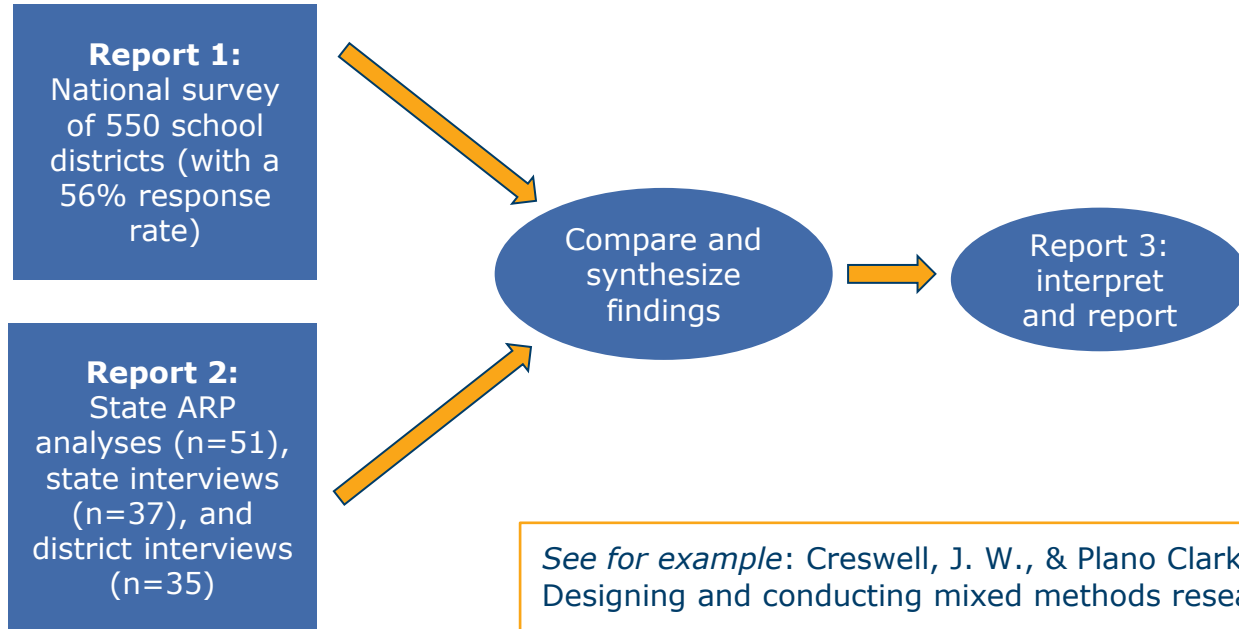 Report 1:
National survey
of 550 school
districts (with a
56% response
rate)
Compare and
synthesize
findings
Report 3:
interpret
and report
Report 2:
State ARP
analyses (n=51),
state interviews
(n=37), and
district interviews
(n=35)
See for example: Creswell, J. W., & Plano Clark
Designing and conducting mixed methods